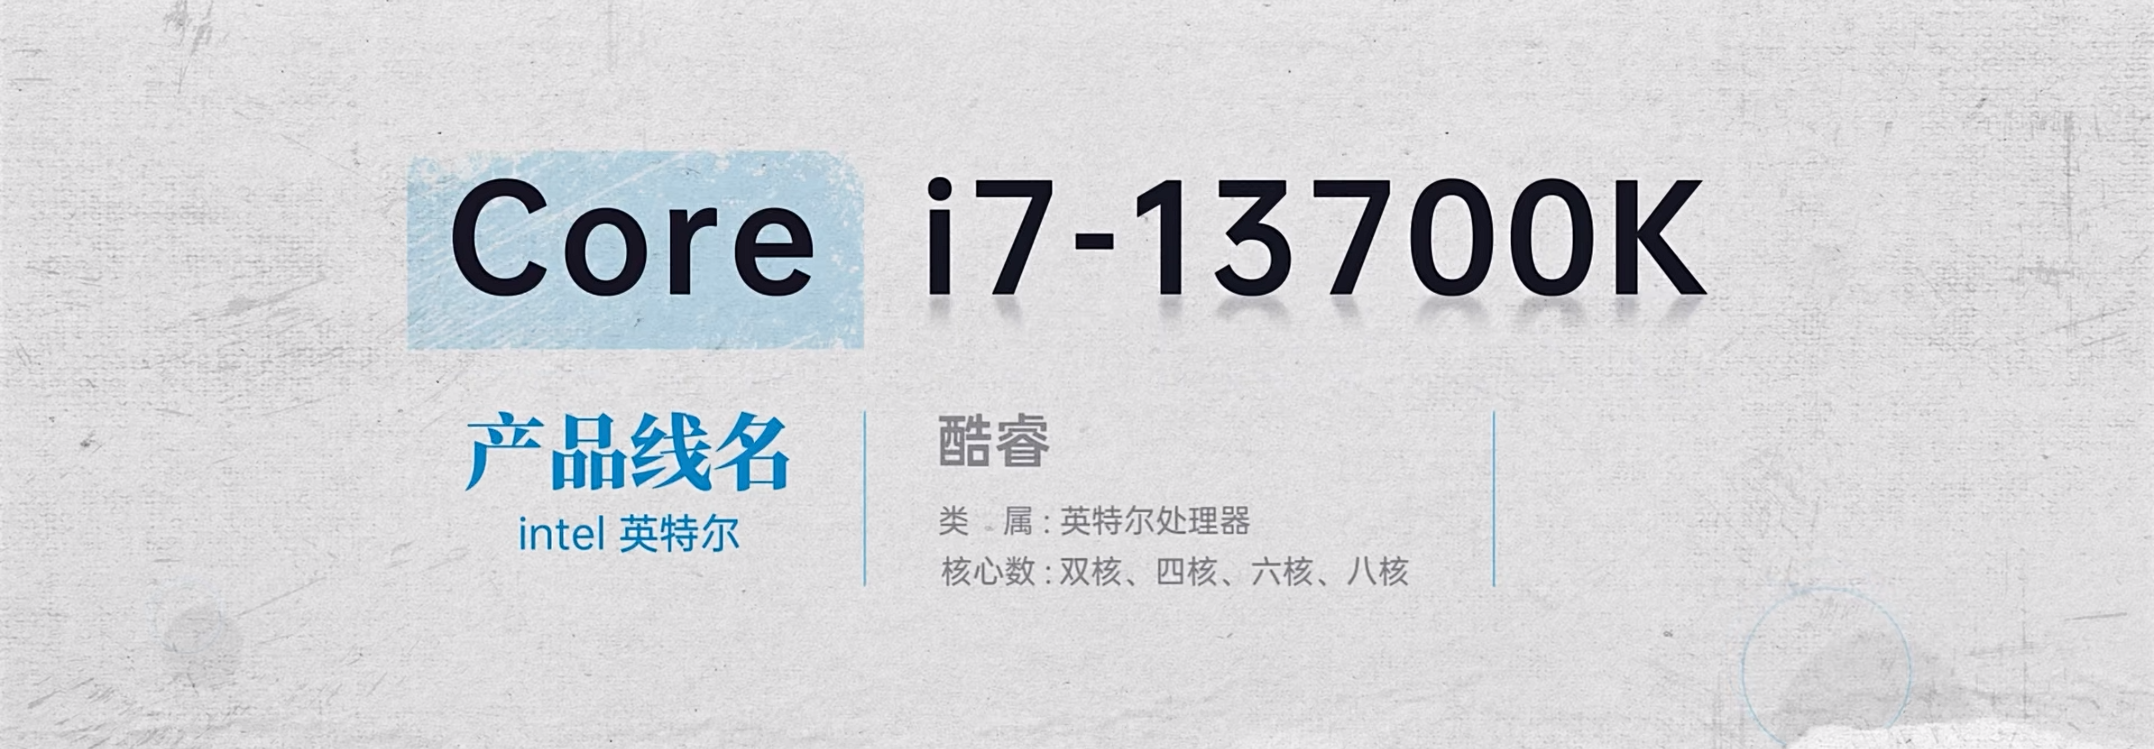 Core i7-13700K
产品线名
intel 英特尔
酷睿
类 属：英特尔处理器
核心数：双核、四核、六核、八核